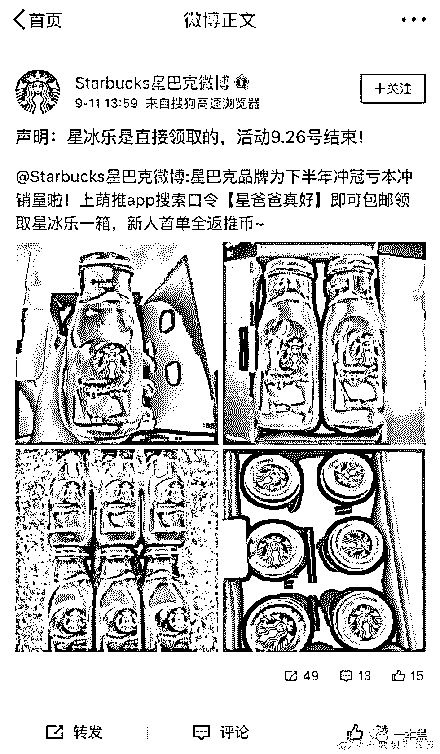 首页
微博正文
Starbucks星巴克微博
9-11 13:59 来自搜狗高速浏览器
+关注
声明：星冰乐是直接领取的，活动9.26号结束！
@Starbucks星巴克微博:星巴克品牌为下半年冲冠亏本冲
销量啦！上萌推app搜索口令【星爸爸真好】即可包邮领
取星冰乐一箱，新人首单全返推币~
49
13
15
转发
评论